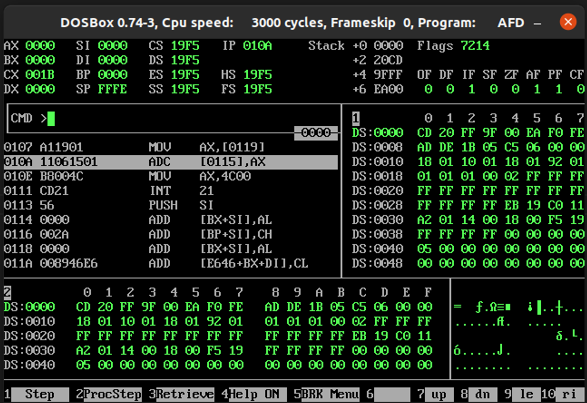 DOSBox 0.74-3, Cpu speed: 3000 cycles, Frameskip 0, Program: AFD
AX 0000 SI 0000 CS 19F5 IP 010A Stack +0 0000 Flags 7214
BX 0000 DI 0000 DS 19F5 +2 20CD
CX 001B BP 0000 ES 19F5 HS 19F5 +4 9FFF OF DF IF SF ZF AF PF CF
DX 0000 SP FFFE SS 19F5 FS 19F5 +6 EA00 0 0 1 0 0 1 1 0
CMD >
0000
1 0 1 2 3 4 5 6 7
DS:0000 CD 20 FF 9F 00 EA F0 FE
DS:0008 AD DE 1B 05 C5 06 00 00
DS:0010 18 01 10 01 18 01 92 01
DS:0018 01 01 01 00 02 FF FF FF
DS:0020 FF FF FF FF FF FF FF FF
DS:0028 FF FF FF FF EB 19 C0 11
DS:0030 A2 01 14 00 18 00 F5 19
DS:0038 FF FF FF FF 00 00 00 00
DS:0040 05 00 00 00 00 00 00 00
DS:0048 00 00 00 00 00 00 00 00
0107 A11901 MOV AX,[0119]
010A 11061501 ADC [0115],AX
010E B8004C MOV AX,4C00
0111 CD21 INT 21
0113 56 PUSH SI
0114 0000 ADD [BX+SI],AL
0116 002A ADD [BP+SI],CH
0118 0000 ADD [BX+SI],AL
011A 008946E6 ADD [E646+BX+DI],CL
2 0 1 2 3 4 5 6 7 8 9 A B C D E F
DS:0000 CD 20 FF 9F 00 EA F0 FE AD DE 1B 05 C5 06 00 00
DS:0010 18 01 10 01 18 01 92 01 01 01 01 00 02 FF FF FF
DS:0020 FF FF FF FF FF FF FF FF FF FF FF FF EB 19 C0 11
DS:0030 A2 01 14 00 18 00 F5 19 FF FF FF FF 00 00 00 00
DS:0040 05 00 00 00 00 00 00 00 00 00 00 00 00 00 00 00
1 Step 2ProcStep 3Retrieve 4Help ON 5BRK Menu 6 7 up 8 dn 9 le 10 ri